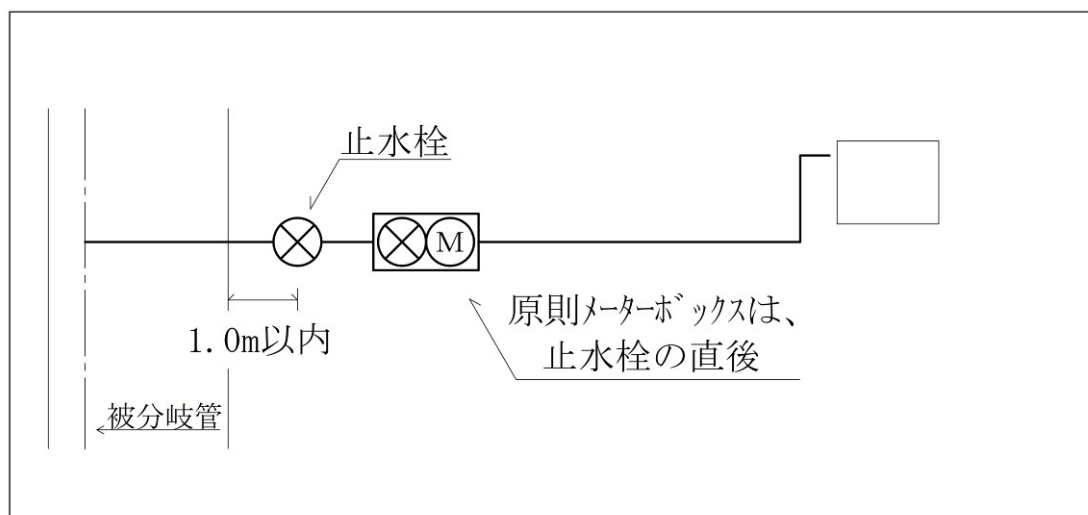 止水栓
M
原則ﾒｰﾀｰﾎﾞｯｸｽは、
止水栓の直後
1.0m以内
被分岐管